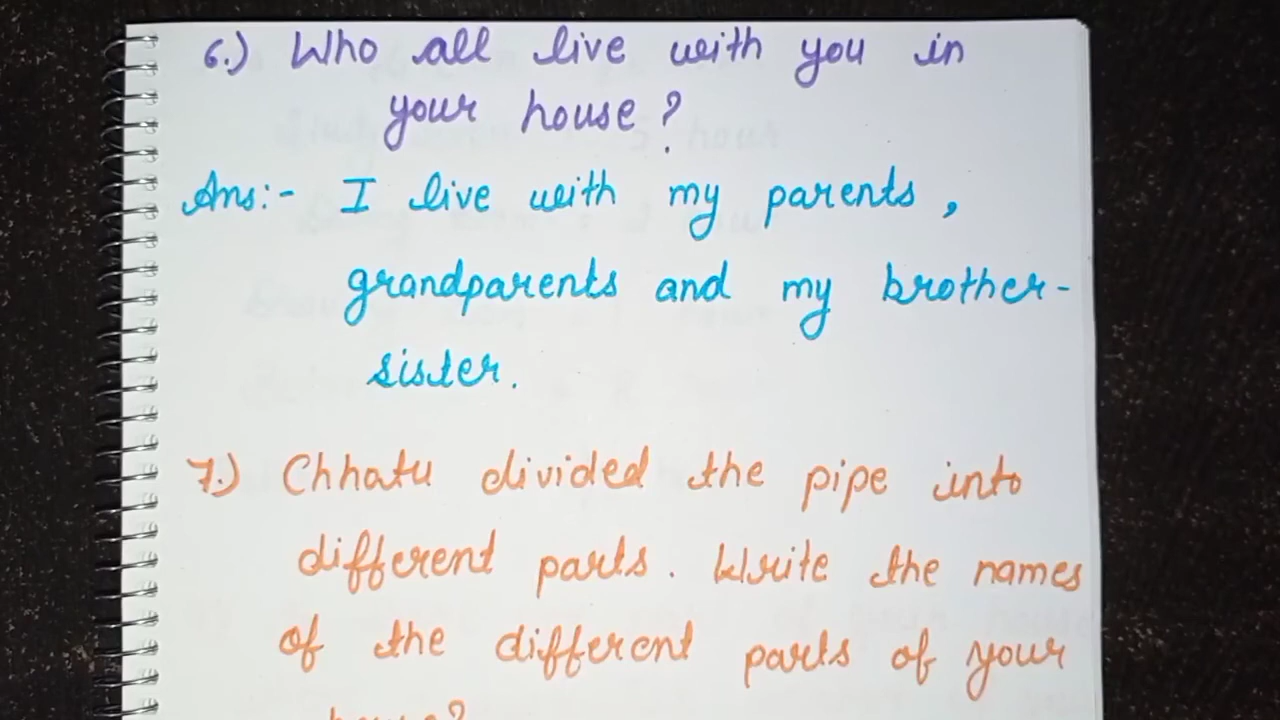 6.) Who all live with you in
your house?
Ans:- I live with my parents,
grandparents and my brother-
sister.
7.) Chhatu divided the pipe into
different parts. Write the names
of the different parts of your
house?